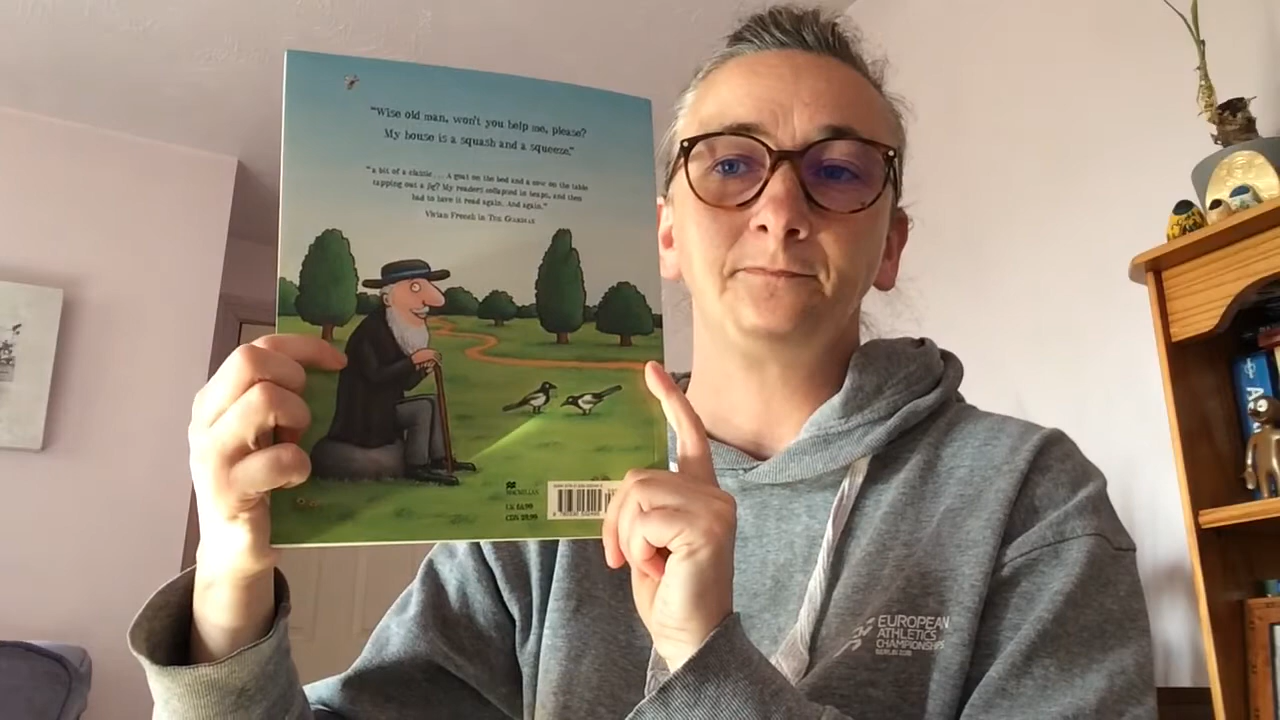 “Wise old man, won't you help me, please?
My house is a squash and a squeeze.”
“a bit of a classic . . . A goat on the bed and a cow on the table
tapping out a jig? My readers collapsed in heaps, and then
had to have it read again. And again.”
Vivian French in THE GUARDIAN
MACMILLAN
UK £6.99
CDN $9.99
EUROPEAN
ATHLETICS
CHAMPIONSHIPS
BERLIN 2018